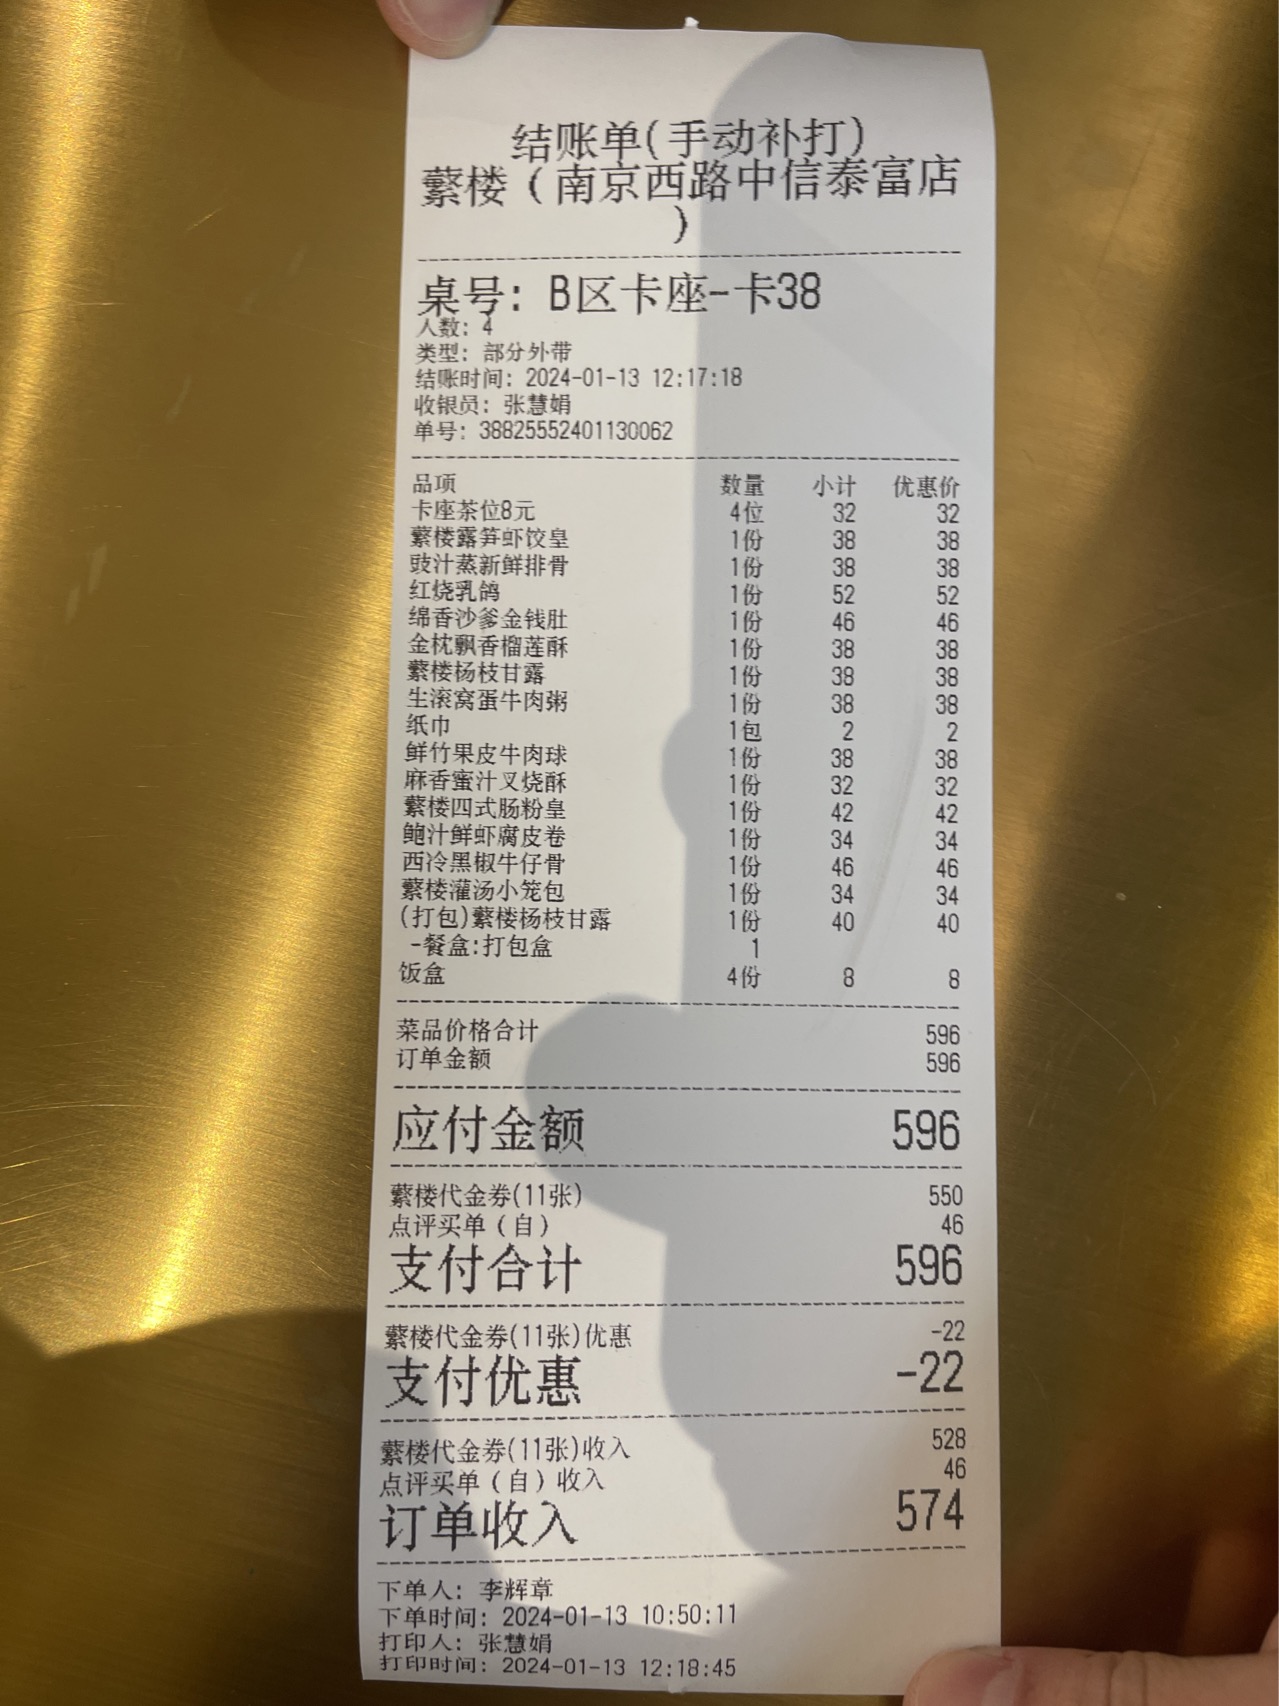 结账单(手动补打)
蘩楼（南京西路中信泰富店
）
桌号: B区卡座-卡38
人数: 4
类型: 部分外带
结账时间: 2024-01-13 12:17:18
收银员: 张慧娟
单号: 38825552401130062
品项 数量 小计 优惠价
卡座茶位8元 4位 32 32
蘩楼露笋虾饺皇 1份 38 38
豉汁蒸新鲜排骨 1份 38 38
红烧乳鸽 1份 52 52
绵香沙爹金钱肚 1份 46 46
金枕飘香榴莲酥 1份 38 38
蘩楼杨枝甘露 1份 38 38
生滚窝蛋牛肉粥 1份 38 38
纸巾 1包 2 2
鲜竹果皮牛肉球 1份 38 38
麻香蜜汁叉烧酥 1份 32 32
蘩楼四式肠粉皇 1份 42 42
鲍汁鲜虾腐皮卷 1份 34 34
西冷黑椒牛仔骨 1份 46 46
蘩楼灌汤小笼包 1份 34 34
(打包)蘩楼杨枝甘露 1份 40 40
-餐盒:打包盒 1
饭盒 4份 8 8
菜品价格合计 596
订单金额 596
应付金额 596
蘩楼代金券(11张) 550
点评买单（自） 46
支付合计 596
蘩楼代金券(11张)优惠 -22
支付优惠 -22
蘩楼代金券(11张)收入 528
点评买单（自）收入 46
订单收入 574
下单人: 李辉章
下单时间: 2024-01-13 10:50:11
打印人: 张慧娟
打印时间: 2024-01-13 12:18:45